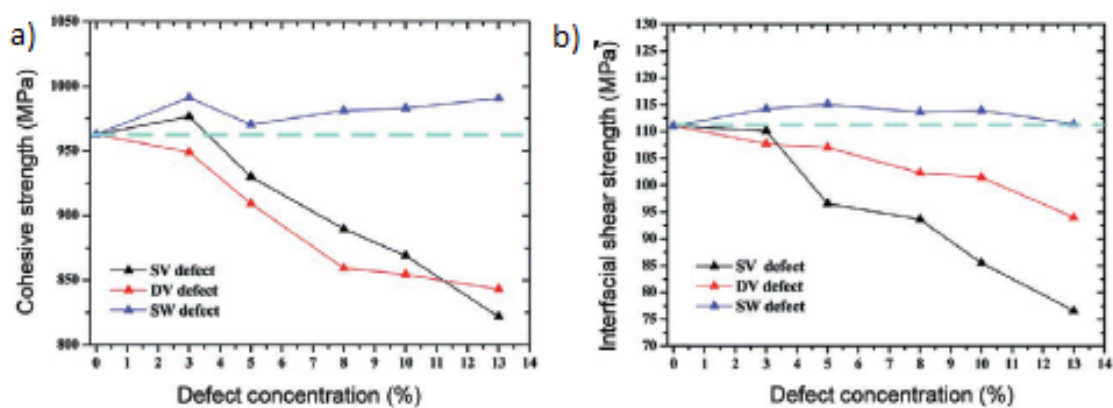 a)
Cohesive strength (MPa)
1050
1000
950
900
850
800
SV defect
DV defect
SW defect
0 1 2 3 4 5 6 7 8 9 10 11 12 13 14
Defect concentration (%)
b)
Interfacial shear strength (MPa)
130
125
120
115
110
105
100
95
90
85
80
75
70
SV defect
DV defect
SW defect
0 1 2 3 4 5 6 7 8 9 10 11 12 13 14
Defect concentration (%)